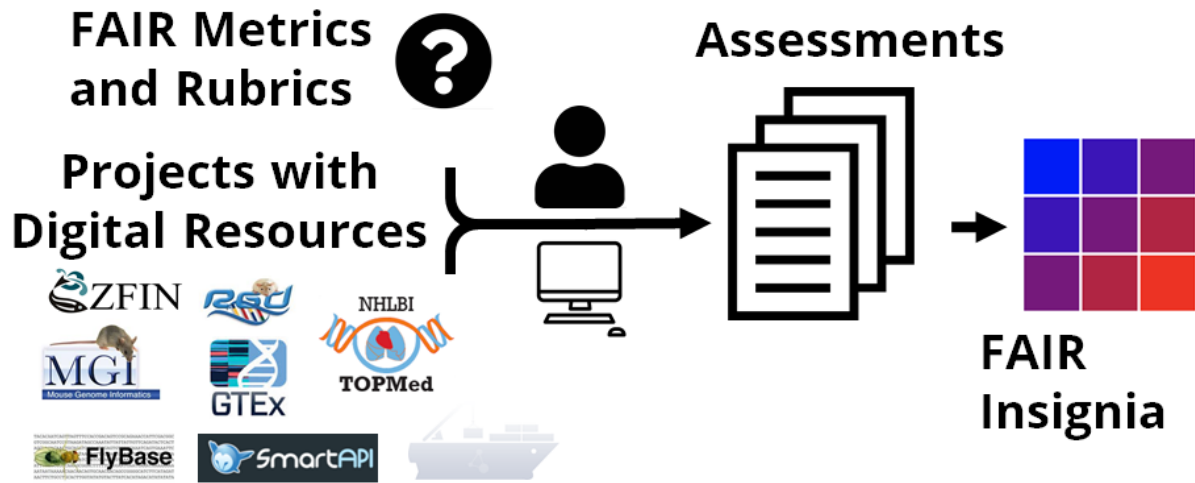 FAIR Metrics
and Rubrics
?
Assessments
Projects with
Digital Resources
ZFIN
RGD
NHLBI
TOPMed
MGI
Mouse Genome Informatics
GTEx
FlyBase
SmartAPI
FAIR
Insignia